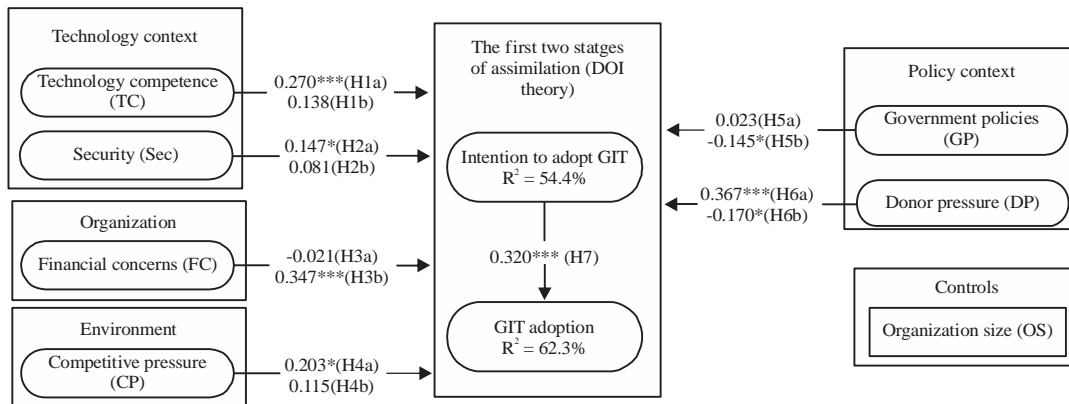 Technology context
Technology competence
(TC)
Security (Sec)
Organization
Financial concerns (FC)
Environment
Competitive pressure
(CP)
0.270***(H1a)
0.138(H1b)
0.147*(H2a)
0.081(H2b)
-0.021(H3a)
0.347***(H3b)
0.203*(H4a)
0.115(H4b)
The first two statges
of assimilation (DOI
theory)
Intention to adopt GIT
R² = 54.4%
0.320*** (H7)
GIT adoption
R² = 62.3%
0.023(H5a)
-0.145*(H5b)
0.367***(H6a)
-0.170*(H6b)
Policy context
Government policies
(GP)
Donor pressure (DP)
Controls
Organization size (OS)